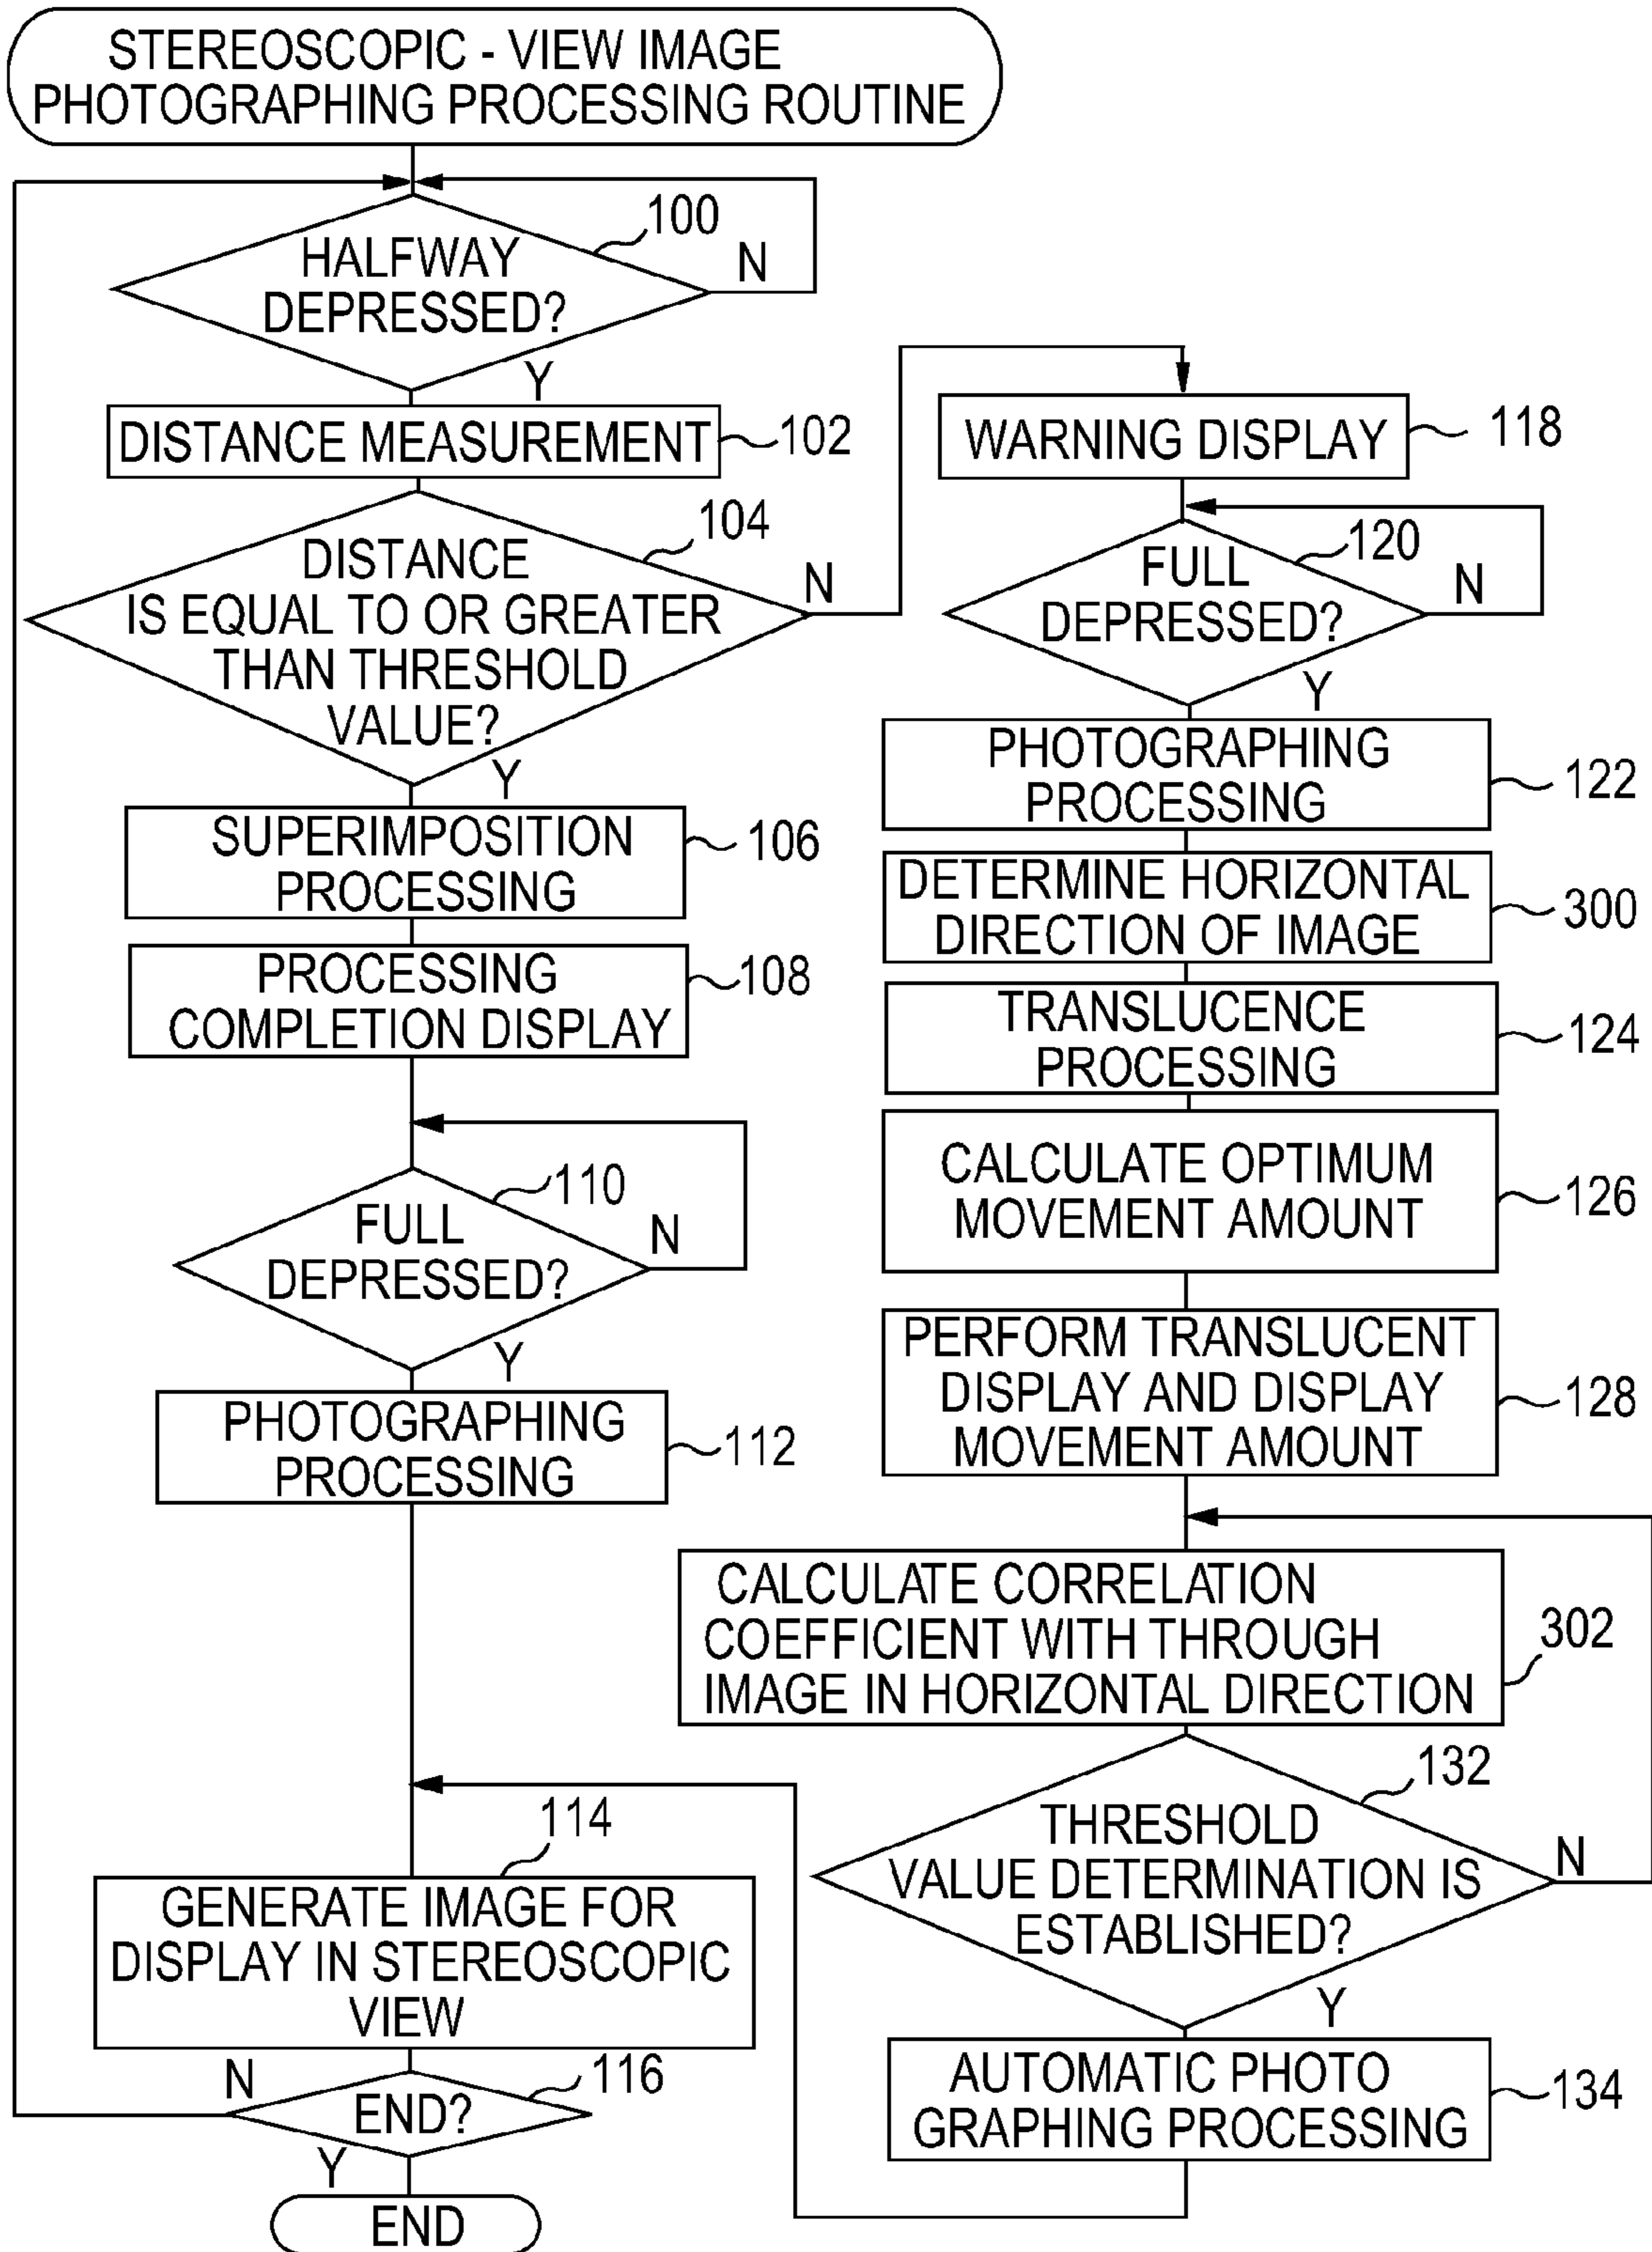 STEREOSCOPIC - VIEW IMAGE
PHOTOGRAPHING PROCESSING ROUTINE
100
HALFWAY
DEPRESSED?
N
Y
DISTANCE MEASUREMENT
102
104
DISTANCE
IS EQUAL TO OR GREATER
THAN THRESHOLD
VALUE?
N
Y
SUPERIMPOSITION
PROCESSING
106
PROCESSING
COMPLETION DISPLAY
108
110
FULL
DEPRESSED?
N
Y
PHOTOGRAPHING
PROCESSING
112
114
GENERATE IMAGE FOR
DISPLAY IN STEREOSCOPIC
VIEW
N
116
END?
Y
END
WARNING DISPLAY
118
120
FULL
DEPRESSED?
N
Y
PHOTOGRAPHING
PROCESSING
122
DETERMINE HORIZONTAL
DIRECTION OF IMAGE
300
TRANSLUCENCE
PROCESSING
124
CALCULATE OPTIMUM
MOVEMENT AMOUNT
126
PERFORM TRANSLUCENT
DISPLAY AND DISPLAY
MOVEMENT AMOUNT
128
CALCULATE CORRELATION
COEFFICIENT WITH THROUGH
IMAGE IN HORIZONTAL DIRECTION
302
132
THRESHOLD
VALUE DETERMINATION IS
ESTABLISHED?
N
Y
AUTOMATIC PHOTO
GRAPHING PROCESSING
134